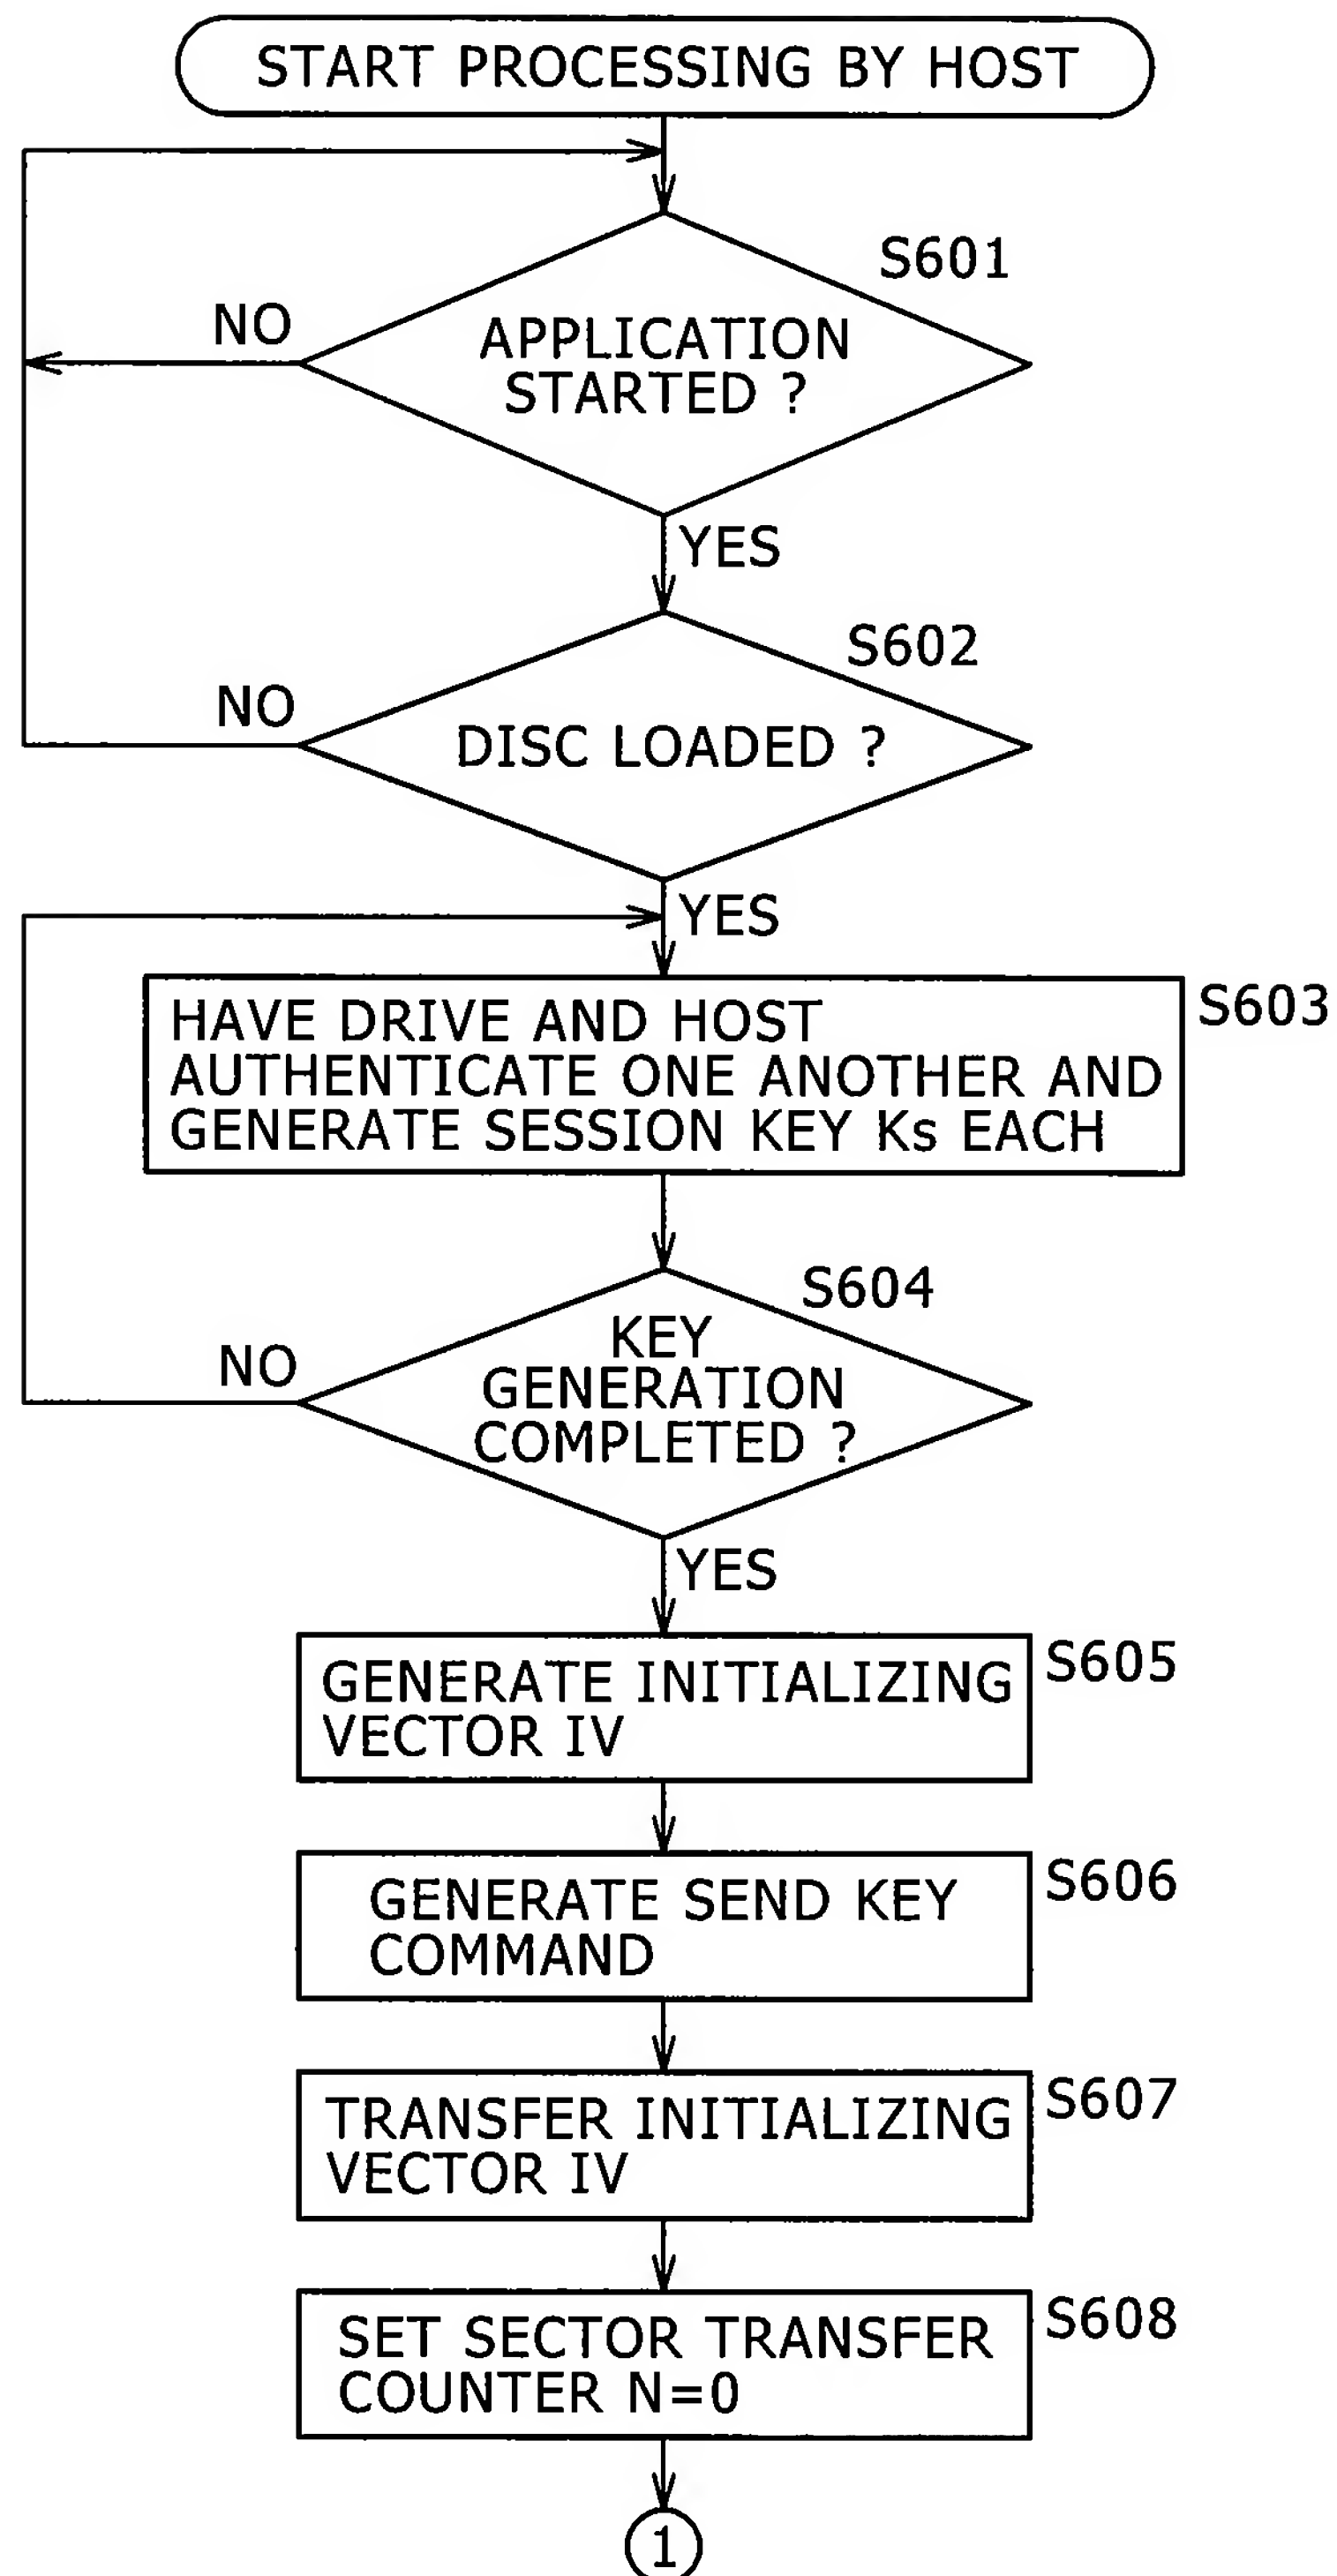 START PROCESSING BY HOST
S601
NO
APPLICATION
STARTED ?
YES
S602
NO
DISC LOADED ?
YES
S603
HAVE DRIVE AND HOST
AUTHENTICATE ONE ANOTHER AND
GENERATE SESSION KEY Ks EACH
S604
KEY
NO
GENERATION
COMPLETED ?
YES
S605
GENERATE INITIALIZING
VECTOR IV
S606
GENERATE SEND KEY
COMMAND
S607
TRANSFER INITIALIZING
VECTOR IV
S608
SET SECTOR TRANSFER
COUNTER N=0
1